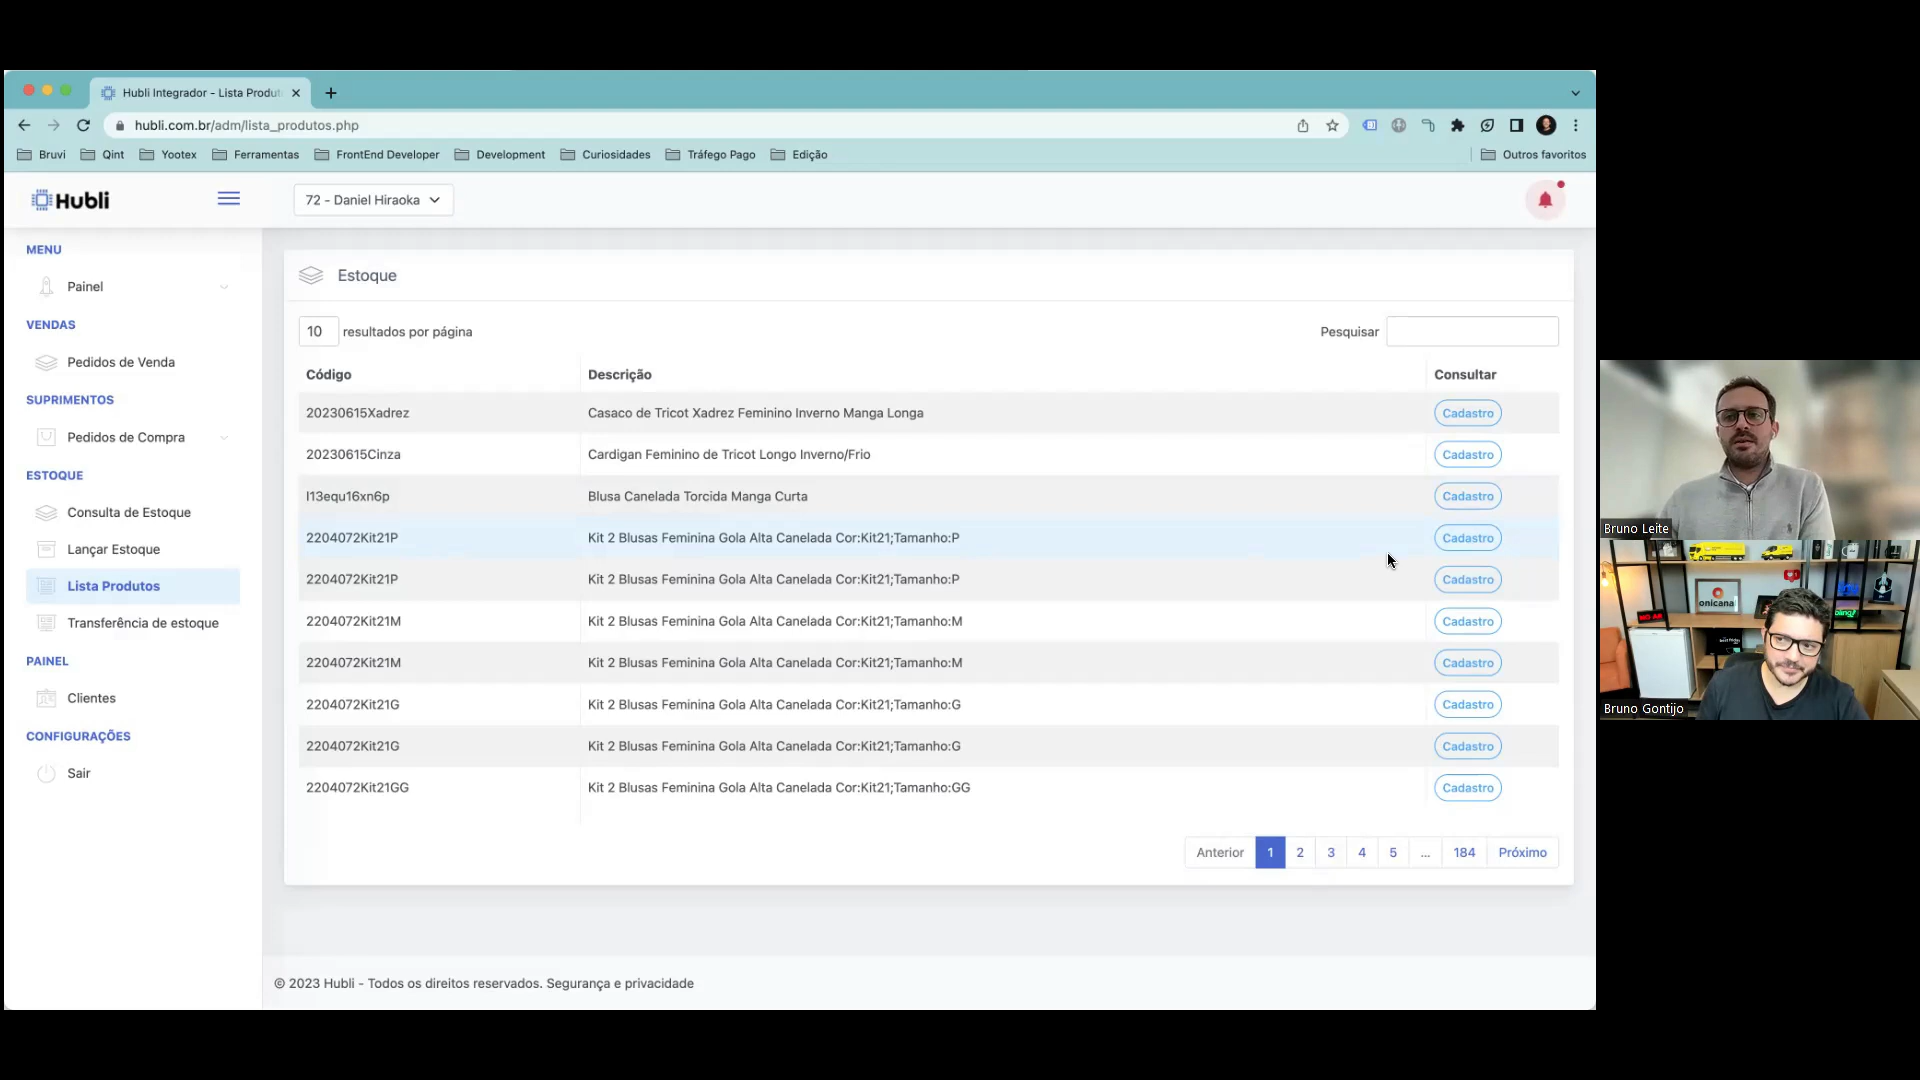 Hubli Integrador - Lista Produt
hubli.com.br/adm/lista_produtos.php
Bruvi
Qint
Yootex
Ferramentas
FrontEnd Developer
Development
Curiosidades
Tráfego Pago
Edição
Outros favoritos
Hubli
72 - Daniel Hiraoka
MENU
Painel
VENDAS
Pedidos de Venda
SUPRIMENTOS
Pedidos de Compra
ESTOQUE
Consulta de Estoque
Lançar Estoque
Lista Produtos
Transferência de estoque
PAINEL
Clientes
CONFIGURAÇÕES
Sair
Estoque
10 resultados por página
Pesquisar
Código Descrição Consultar
20230615Xadrez Casaco de Tricot Xadrez Feminino Inverno Manga Longa Cadastro
20230615Cinza Cardigan Feminino de Tricot Longo Inverno/Frio Cadastro
l13equ16xn6p Blusa Canelada Torcida Manga Curta Cadastro
2204072Kit21P Kit 2 Blusas Feminina Gola Alta Canelada Cor:Kit21;Tamanho:P Cadastro
2204072Kit21P Kit 2 Blusas Feminina Gola Alta Canelada Cor:Kit21;Tamanho:P Cadastro
2204072Kit21M Kit 2 Blusas Feminina Gola Alta Canelada Cor:Kit21;Tamanho:M Cadastro
2204072Kit21M Kit 2 Blusas Feminina Gola Alta Canelada Cor:Kit21;Tamanho:M Cadastro
2204072Kit21G Kit 2 Blusas Feminina Gola Alta Canelada Cor:Kit21;Tamanho:G Cadastro
2204072Kit21G Kit 2 Blusas Feminina Gola Alta Canelada Cor:Kit21;Tamanho:G Cadastro
2204072Kit21GG Kit 2 Blusas Feminina Gola Alta Canelada Cor:Kit21;Tamanho:GG Cadastro
Anterior 1 2 3 4 5 ... 184 Próximo
© 2023 Hubli - Todos os direitos reservados. Segurança e privacidade
Bruno Leite
onicana
ON AIR
bling!
Bruno Gontijo